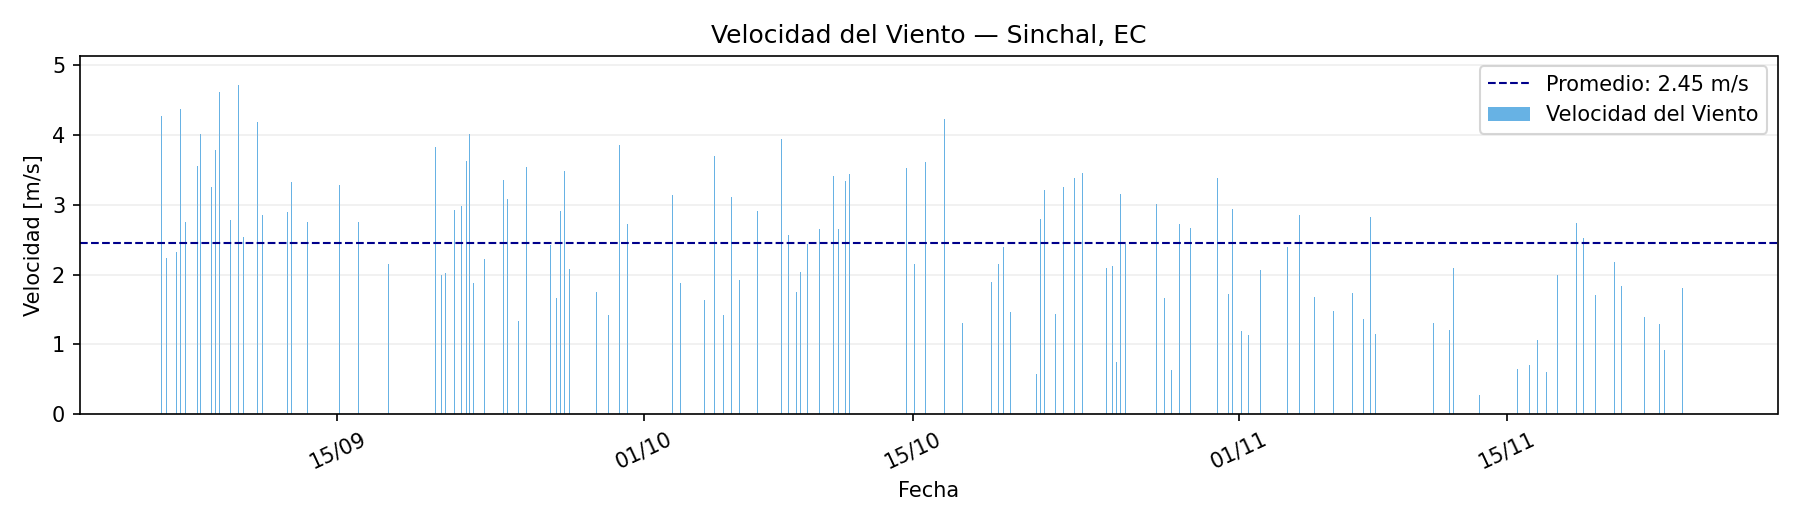 Velocidad del Viento — Sinchal, EC
Velocidad [m/s]
5
4
3
2
1
0
Promedio: 2.45 m/s
Velocidad del Viento
15/09
01/10
15/10
01/11
15/11
Fecha